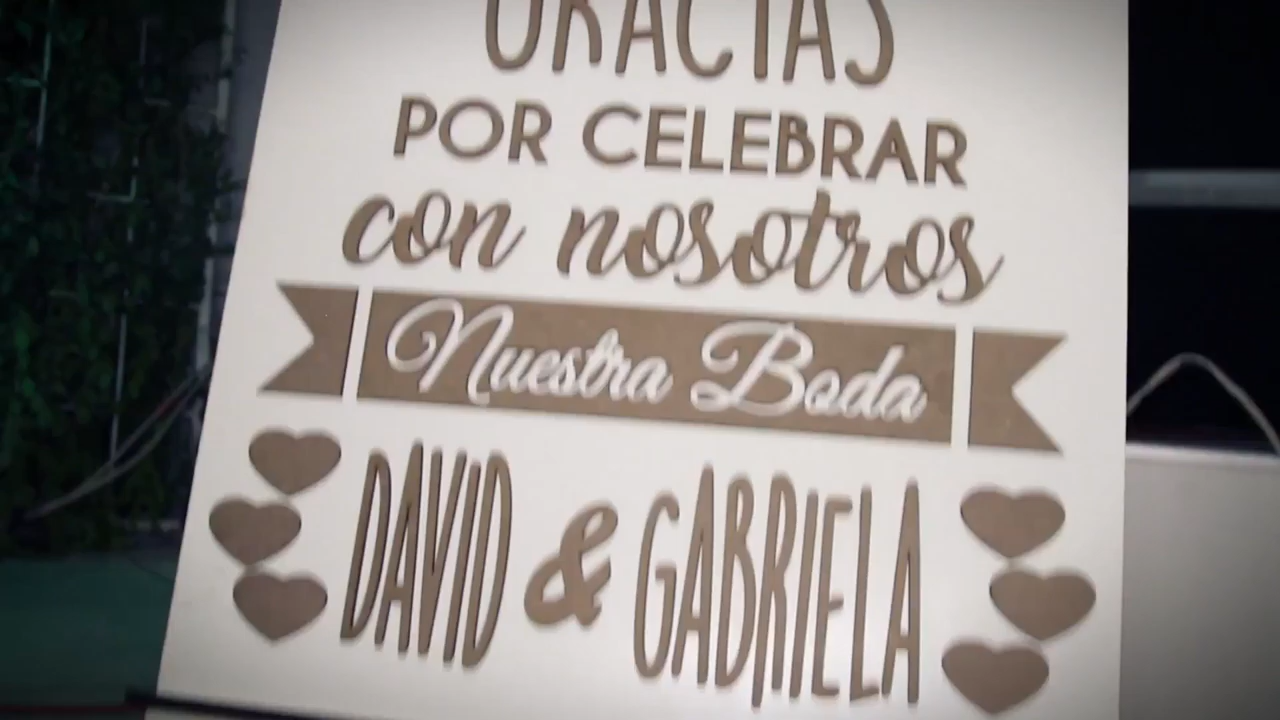 GRACIAS
POR CELEBRAR
con nosotros
Nuestra Boda
DAVID & GABRIELA